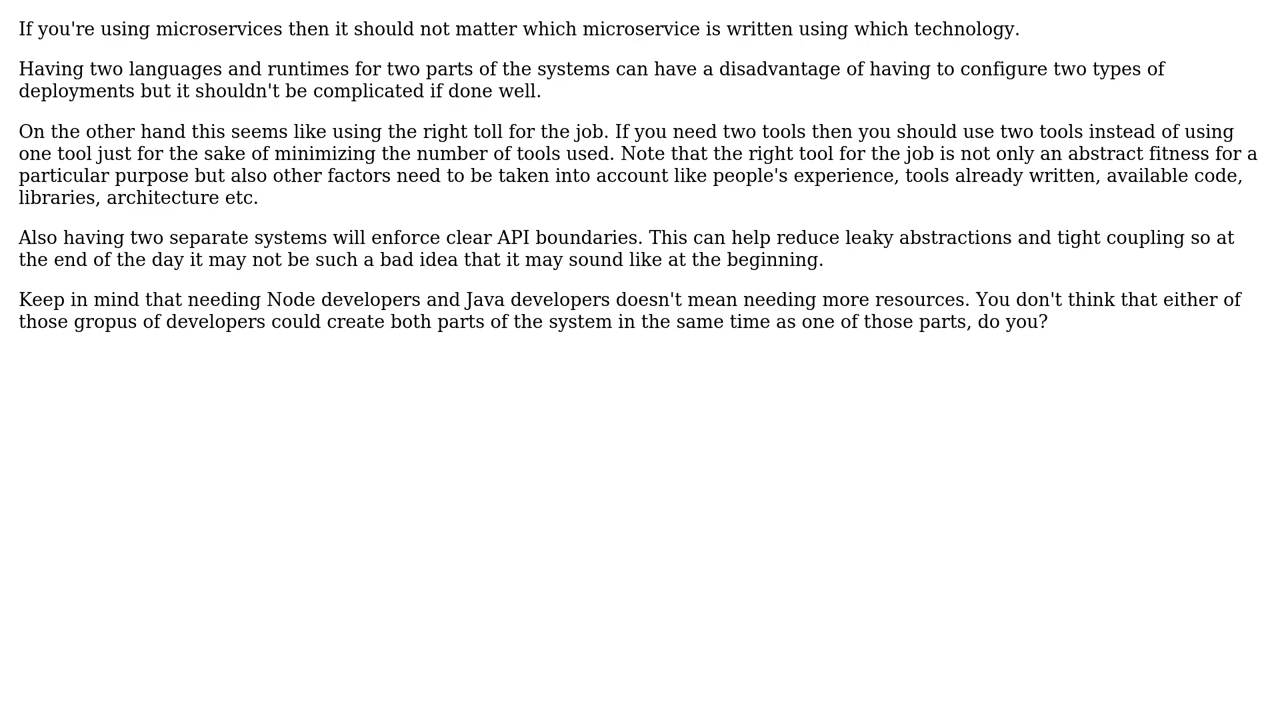 If you're using microservices then it should not matter which microservice is written using which technology.
Having two languages and runtimes for two parts of the systems can have a disadvantage of having to configure two types of
deployments but it shouldn't be complicated if done well.
On the other hand this seems like using the right toll for the job. If you need two tools then you should use two tools instead of using
one tool just for the sake of minimizing the number of tools used. Note that the right tool for the job is not only an abstract fitness for a
particular purpose but also other factors need to be taken into account like people's experience, tools already written, available code,
libraries, architecture etc.
Also having two separate systems will enforce clear API boundaries. This can help reduce leaky abstractions and tight coupling so at
the end of the day it may not be such a bad idea that it may sound like at the beginning.
Keep in mind that needing Node developers and Java developers doesn't mean needing more resources. You don't think that either of
those gropus of developers could create both parts of the system in the same time as one of those parts, do you?